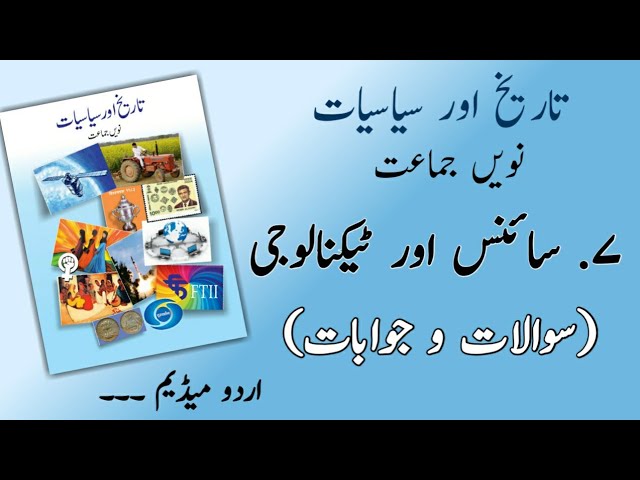 تاریخ اور سیاسیات
نویں جماعت
۷. سائنس اور ٹیکنالوجی
(سوالات و جوابات)
اردو میڈیم ---
تاریخ اور سیاسیات
نویں جماعت
FTII